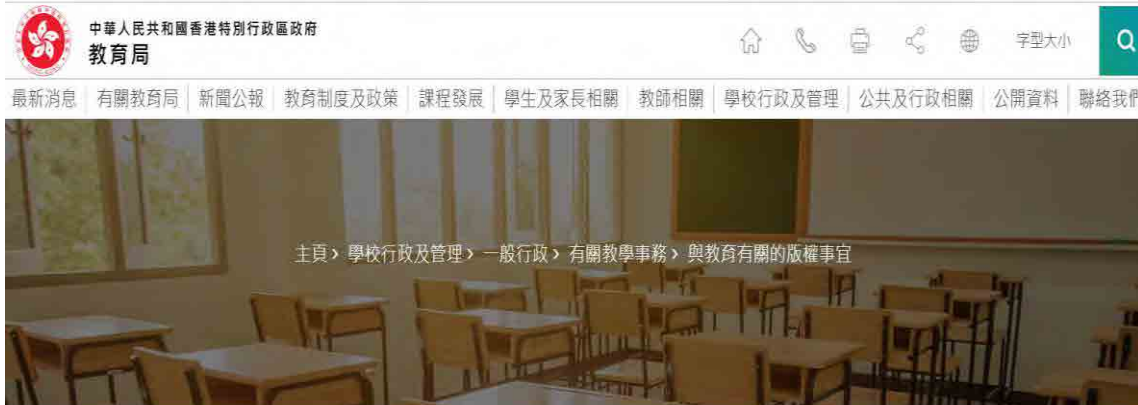 中華人民共和國香港特別行政區政府
教育局
字型大小
最新消息 有關教育局 新聞公報 教育制度及政策 課程發展 學生及家長相關 教師相關 學校行政及管理 公共及行政相關 公開資料 聯絡我們
主頁 › 學校行政及管理 › 一般行政 › 有關教學事務 › 與教育有關的版權事宜